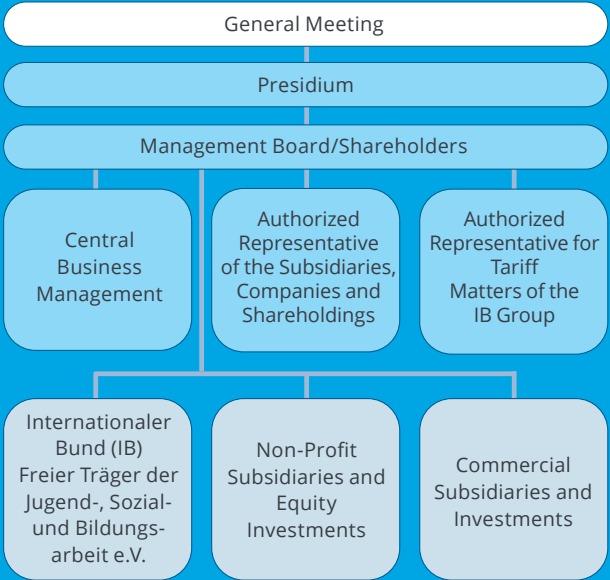 General Meeting
Presidium
Management Board/Shareholders
Central
Business
Management
Authorized
Representative
of the Subsidiaries,
Companies and
Shareholdings
Authorized
Representative for
Tariff
Matters of the
IB Group
Internationaler
Bund (IB)
Freier Träger der
Jugend-, Sozial-
und Bildungs-
arbeit e.V.
Non-Profit
Subsidiaries and
Equity
Investments
Commercial
Subsidiaries and
Investments